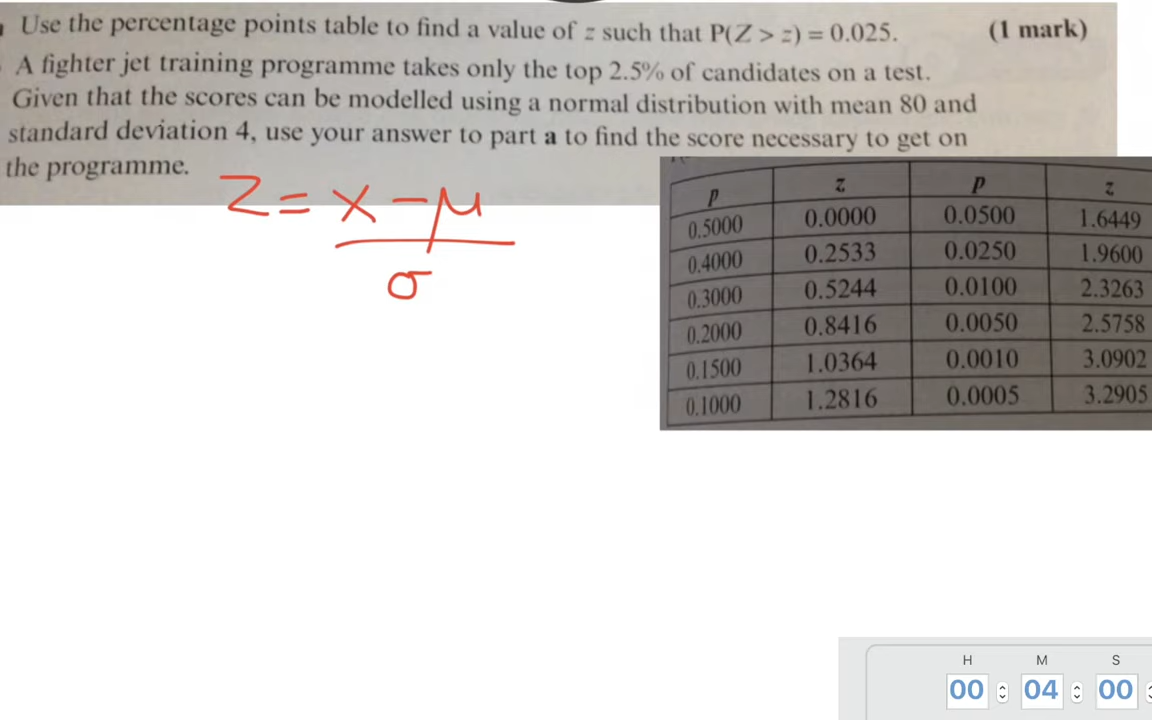 Use the percentage points table to find a value of z such that P(Z > z) = 0.025. (1 mark)
A fighter jet training programme takes only the top 2.5% of candidates on a test.
Given that the scores can be modelled using a normal distribution with mean 80 and
standard deviation 4, use your answer to part a to find the score necessary to get on
the programme.
Z = x - μ
σ
p z p z
0.5000 0.0000 0.0500 1.6449
0.4000 0.2533 0.0250 1.9600
0.3000 0.5244 0.0100 2.3263
0.2000 0.8416 0.0050 2.5758
0.1500 1.0364 0.0010 3.0902
0.1000 1.2816 0.0005 3.2905
H M S
00 04 00